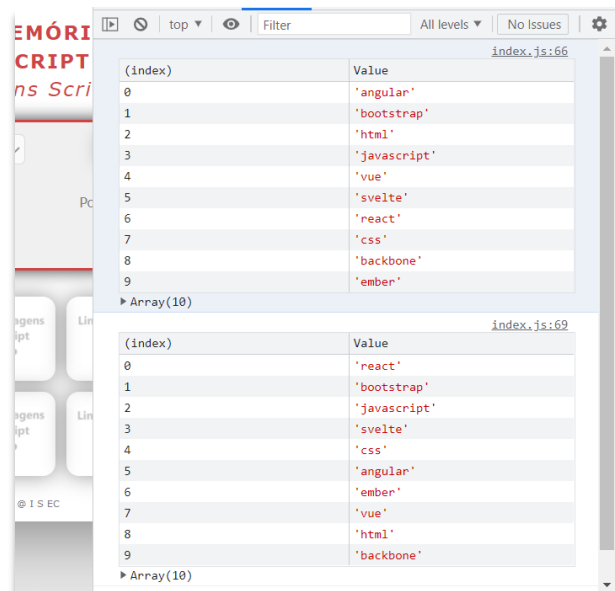 top ▼
Filter
All levels ▼
No Issues
EMÓRI
CRIPT
ns Scri
Po
agens
ipt
Lin
agens
ipt
Lin
@ I S EC
index.js:66
(index) Value
0 'angular'
1 'bootstrap'
2 'html'
3 'javascript'
4 'vue'
5 'svelte'
6 'react'
7 'css'
8 'backbone'
9 'ember'
▶ Array(10)
index.js:69
(index) Value
0 'react'
1 'bootstrap'
2 'javascript'
3 'svelte'
4 'css'
5 'angular'
6 'ember'
7 'vue'
8 'html'
9 'backbone'
▶ Array(10)